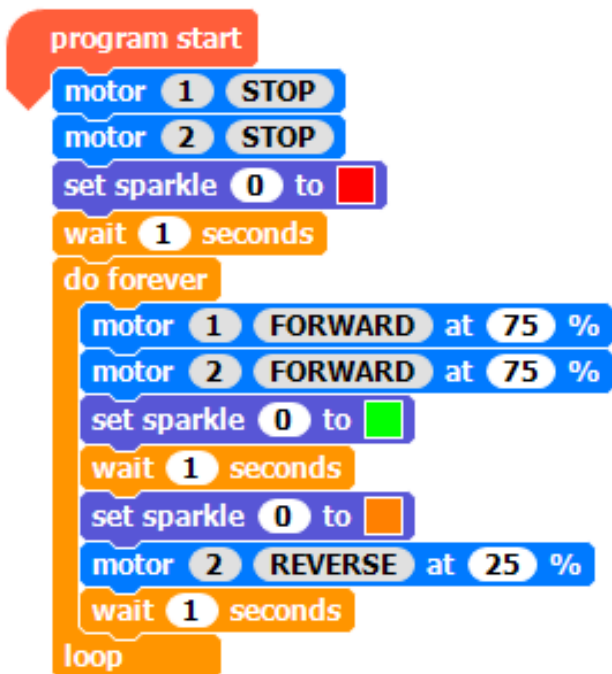 program start
motor 1 STOP
motor 2 STOP
set sparkle 0 to
wait 1 seconds
do forever
motor 1 FORWARD at 75 %
motor 2 FORWARD at 75 %
set sparkle 0 to
wait 1 seconds
set sparkle 0 to
motor 2 REVERSE at 25 %
wait 1 seconds
loop